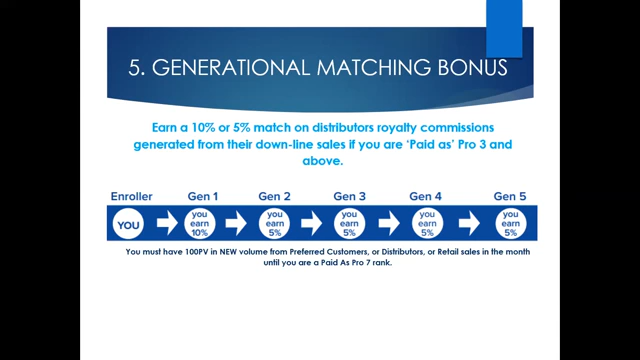 5. GENERATIONAL MATCHING BONUS
Earn a 10% or 5% match on distributors royalty commissions
generated from their down-line sales if you are ‘Paid as’ Pro 3 and
above.
Enroller Gen 1 Gen 2 Gen 3 Gen 4 Gen 5
YOU you earn 10% you earn 5% you earn 5% you earn 5% you earn 5%
You must have 100PV in NEW volume from Preferred Customers, or Distributors, or Retail sales in the month
until you are a Paid As Pro 7 rank.